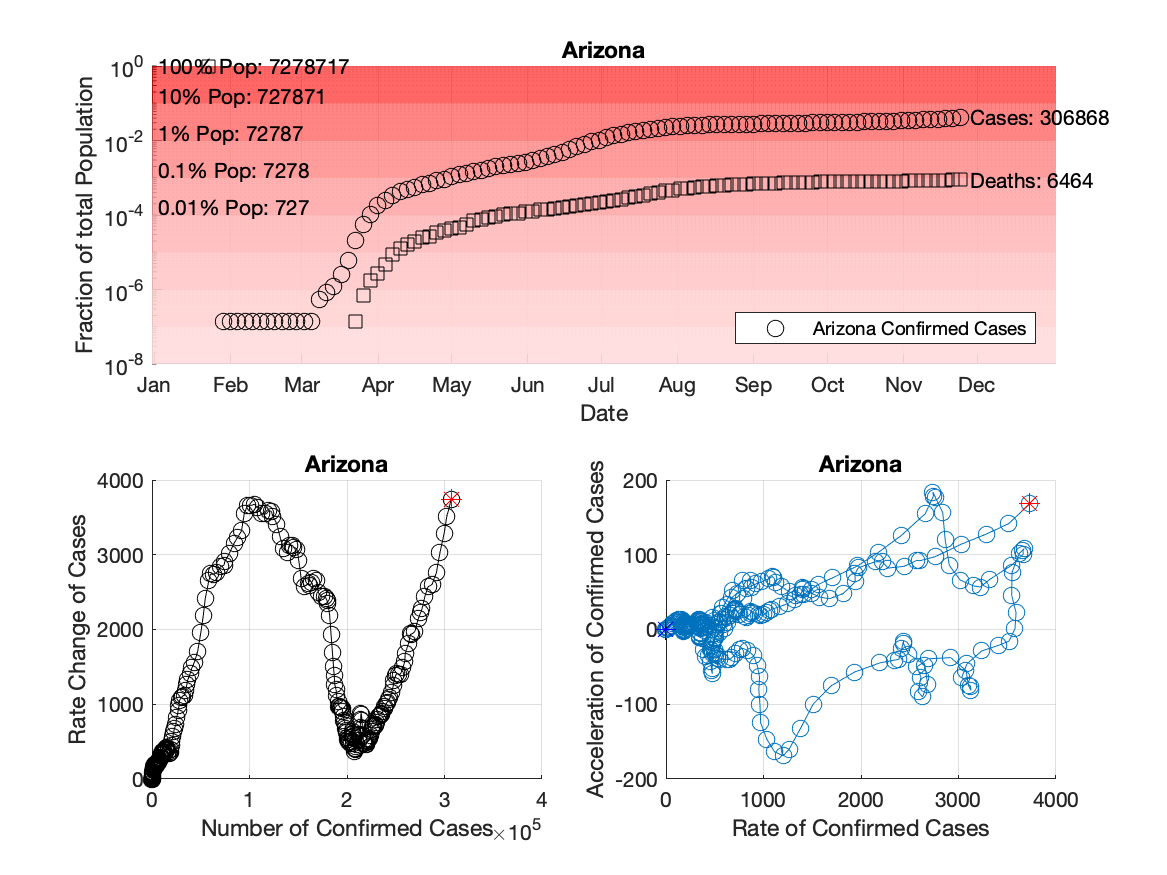 Arizona
10^0
10^-2
10^-4
10^-6
10^-8
Fraction of total Population
100% Pop: 7278717
10% Pop: 727871
1% Pop: 72787
0.1% Pop: 7278
0.01% Pop: 727
Cases: 306868
Deaths: 6464
Arizona Confirmed Cases
Jan Feb Mar Apr May Jun Jul Aug Sep Oct Nov Dec
Date
Arizona
4000
3000
2000
1000
0
Rate Change of Cases
0 1 2 3 4
Number of Confirmed Cases ×10^5
Arizona
200
100
0
-100
-200
Acceleration of Confirmed Cases
0 1000 2000 3000 4000
Rate of Confirmed Cases